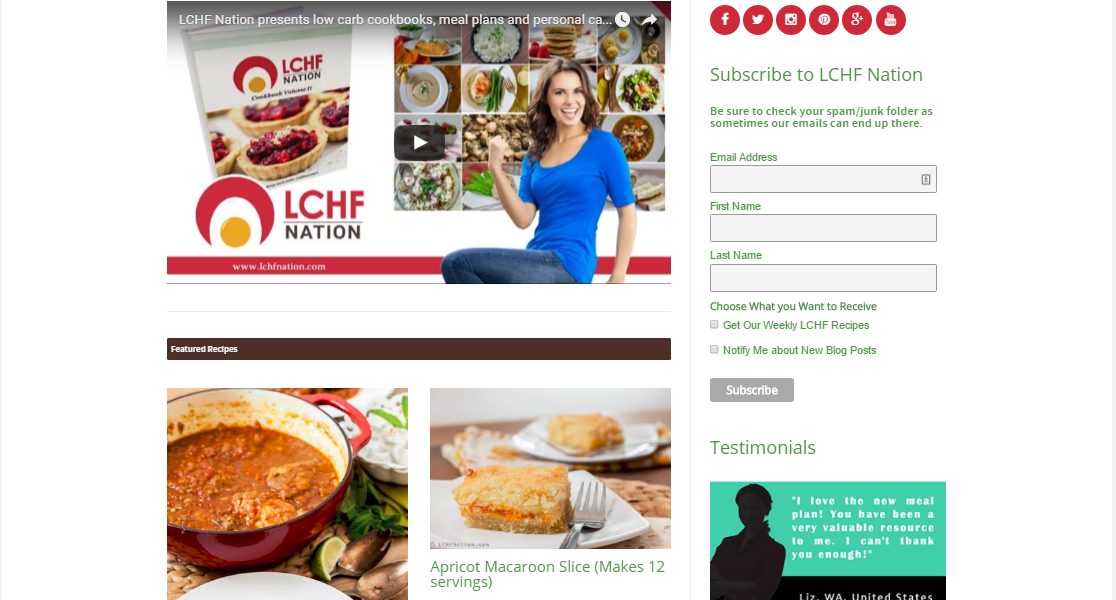 LCHF Nation presents low carb cookbooks, meal plans and personal ca...
LCHF
NATION
Cookbook Volume II
LCHF
NATION
www.lchfnation.com
Featured Recipes
© LCHFNation.com
Apricot Macaroon Slice (Makes 12
servings)
Subscribe to LCHF Nation
Be sure to check your spam/junk folder as
sometimes our emails can end up there.
Email Address
First Name
Last Name
Choose What you Want to Receive
Get Our Weekly LCHF Recipes
Notify Me about New Blog Posts
Subscribe
Testimonials
"I love the new meal
plan! You have been a
very valuable resource
to me. I can't thank
you enough!"
Liz, WA, United States